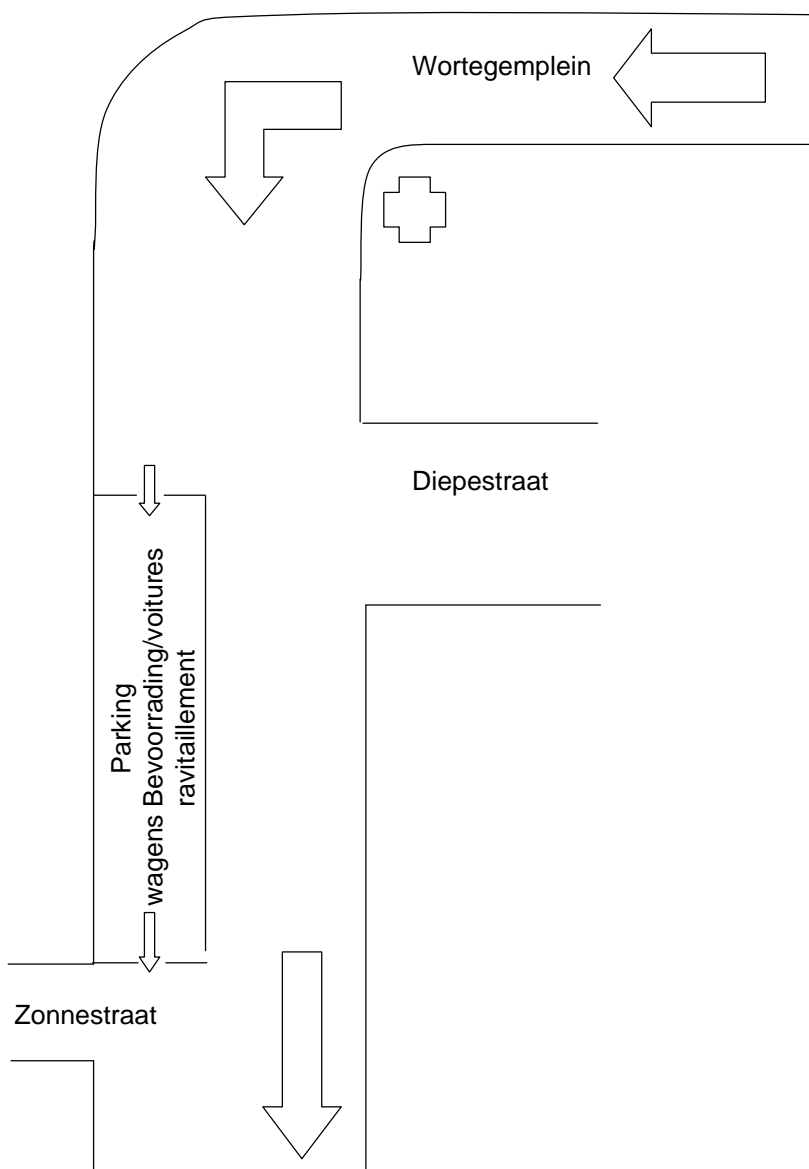 Wortegemplein
Diepestraat
Parking
wagens Bevoorrading/voitures
ravitaillement
Zonnestraat